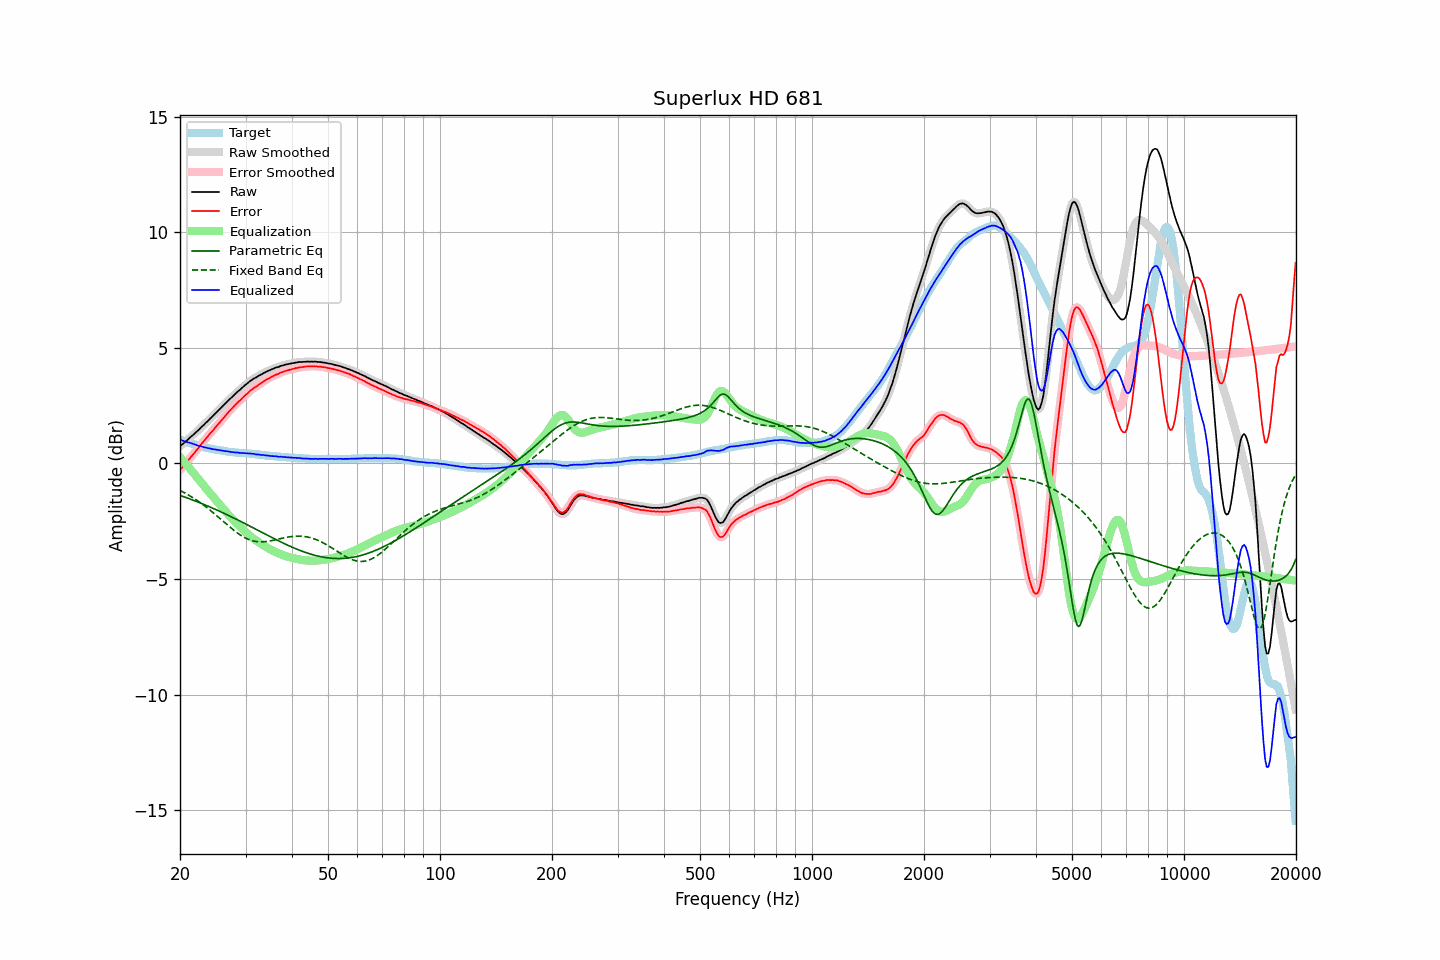 Superlux HD 681
15
10
5
0
−5
−10
−15
Amplitude (dBr)
Target
Raw Smoothed
Error Smoothed
Raw
Error
Equalization
Parametric Eq
Fixed Band Eq
Equalized
20 50 100 200 500 1000 2000 5000 10000 20000
Frequency (Hz)